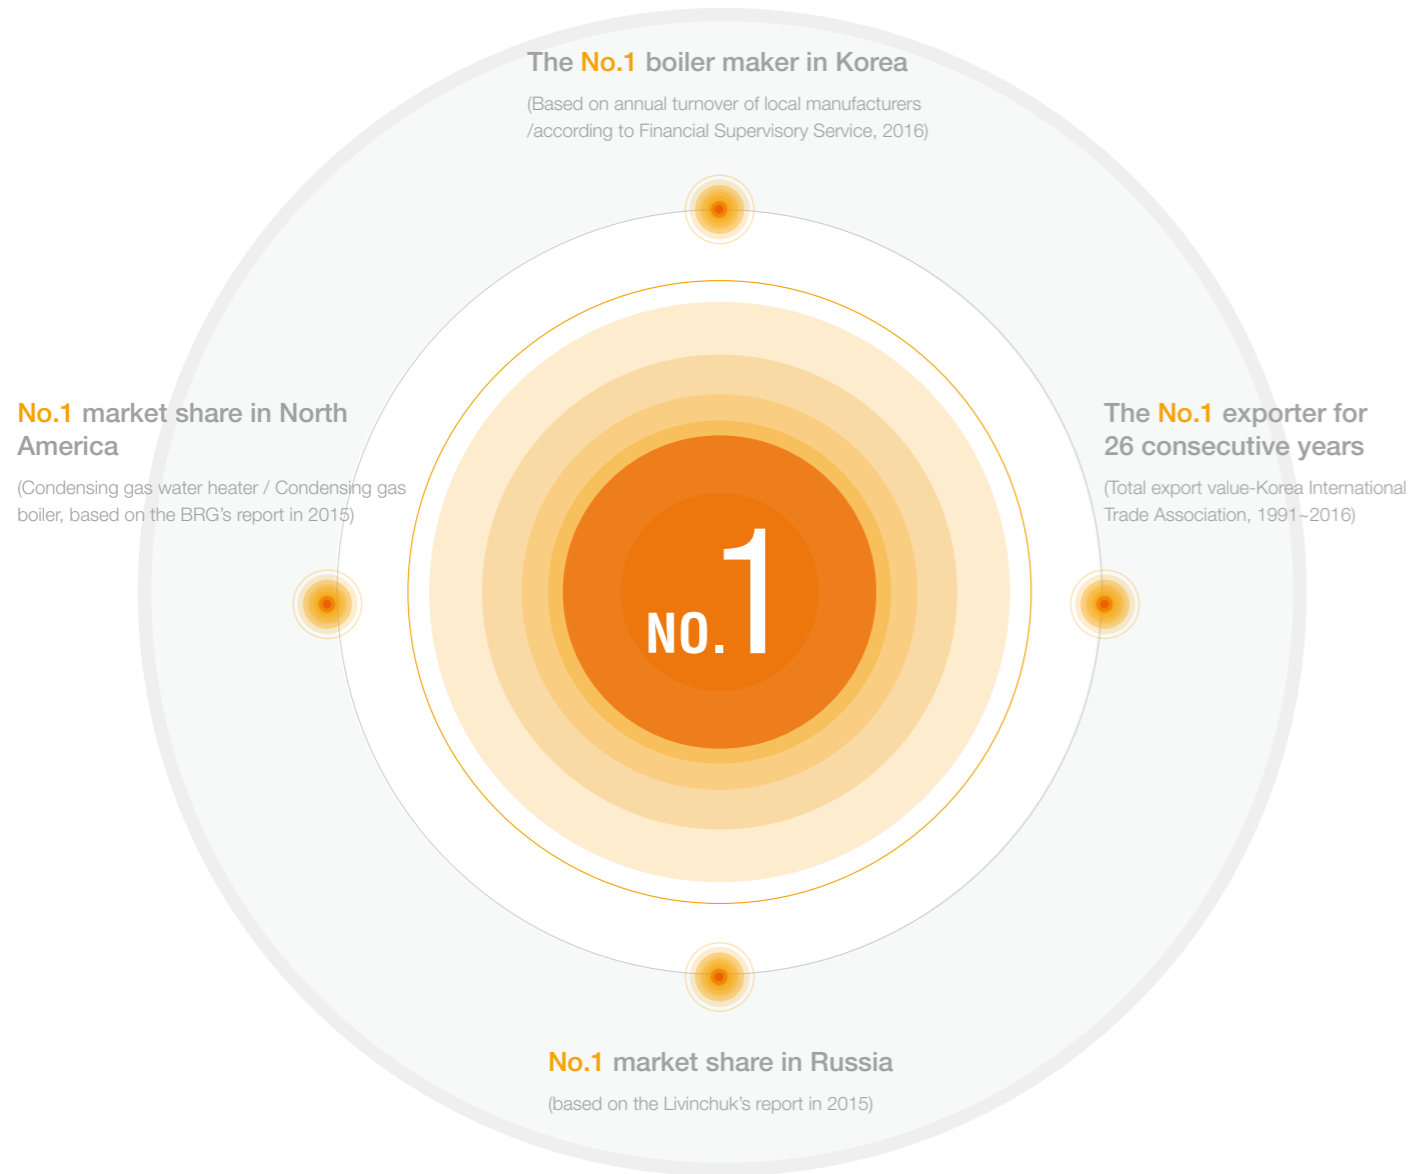 The No.1 boiler maker in Korea
(Based on annual turnover of local manufacturers
/according to Financial Supervisory Service, 2016)
No.1 market share in North
America
(Condensing gas water heater / Condensing gas
boiler, based on the BRG’s report in 2015)
The No.1 exporter for
26 consecutive years
(Total export value-Korea International
Trade Association, 1991~2016)
NO.1
No.1 market share in Russia
(based on the Livinchuk’s report in 2015)